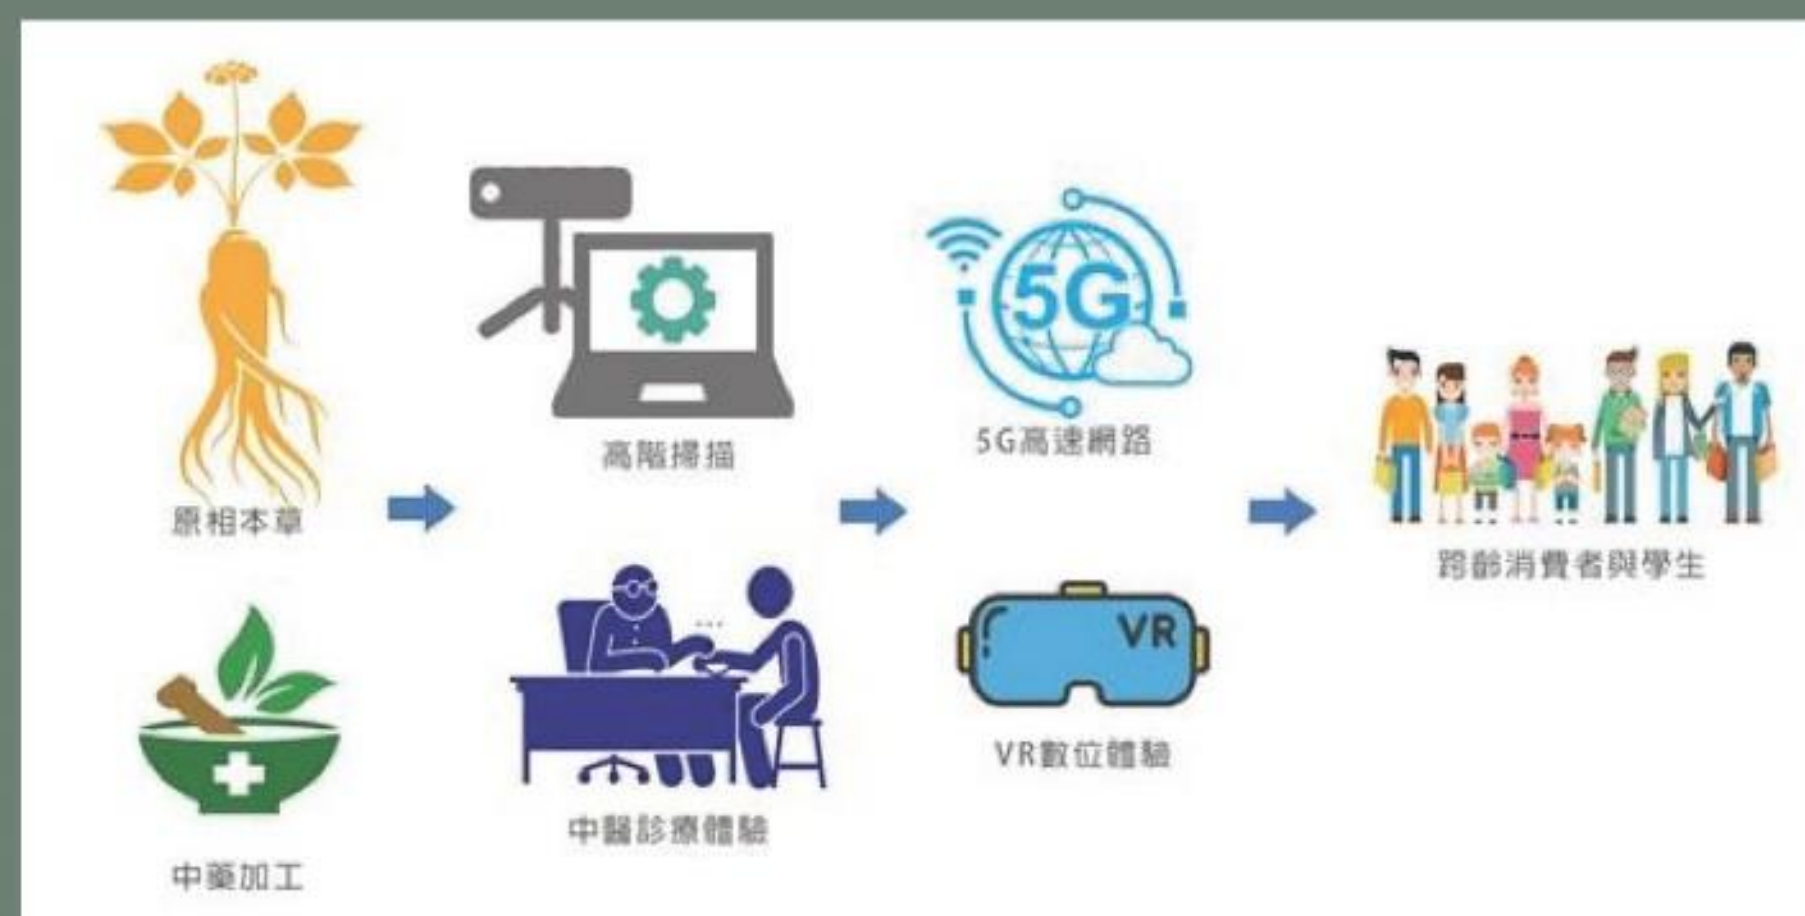 原相本草
中藥加工
高階掃描
中醫診療體驗
5G
5G高速網路
VR
VR數位體驗
跨齡消費者與學生